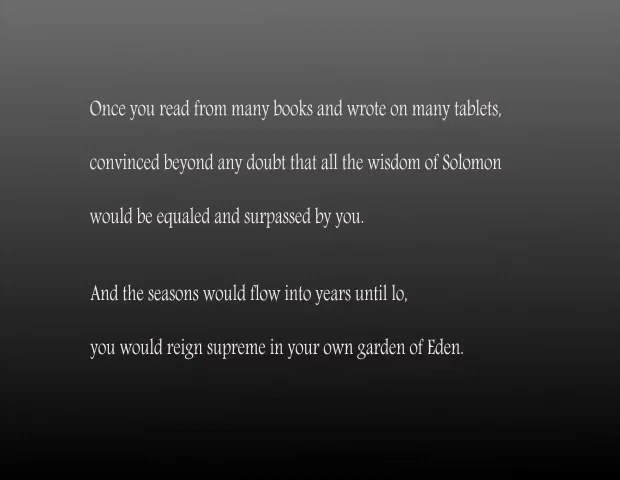 Once you read from many books and wrote on many tablets,
convinced beyond any doubt that all the wisdom of Solomon
would be equaled and surpassed by you.
And the seasons would flow into years until lo,
you would reign supreme in your own garden of Eden.